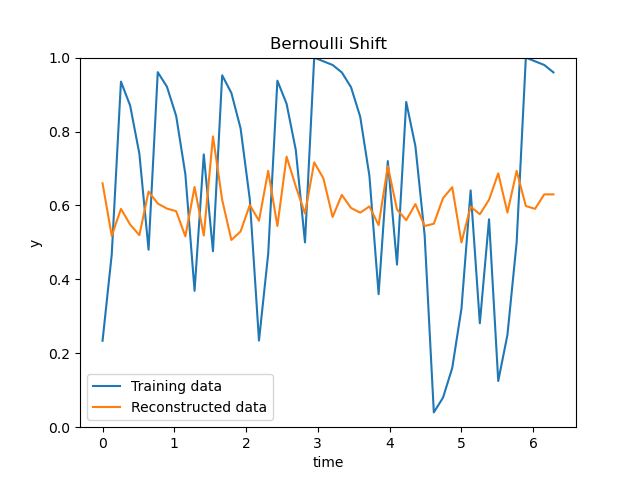 Bernoulli Shift
1.0
0.8
0.6
0.4
0.2
0.0
y
Training data
Reconstructed data
0 1 2 3 4 5 6
time